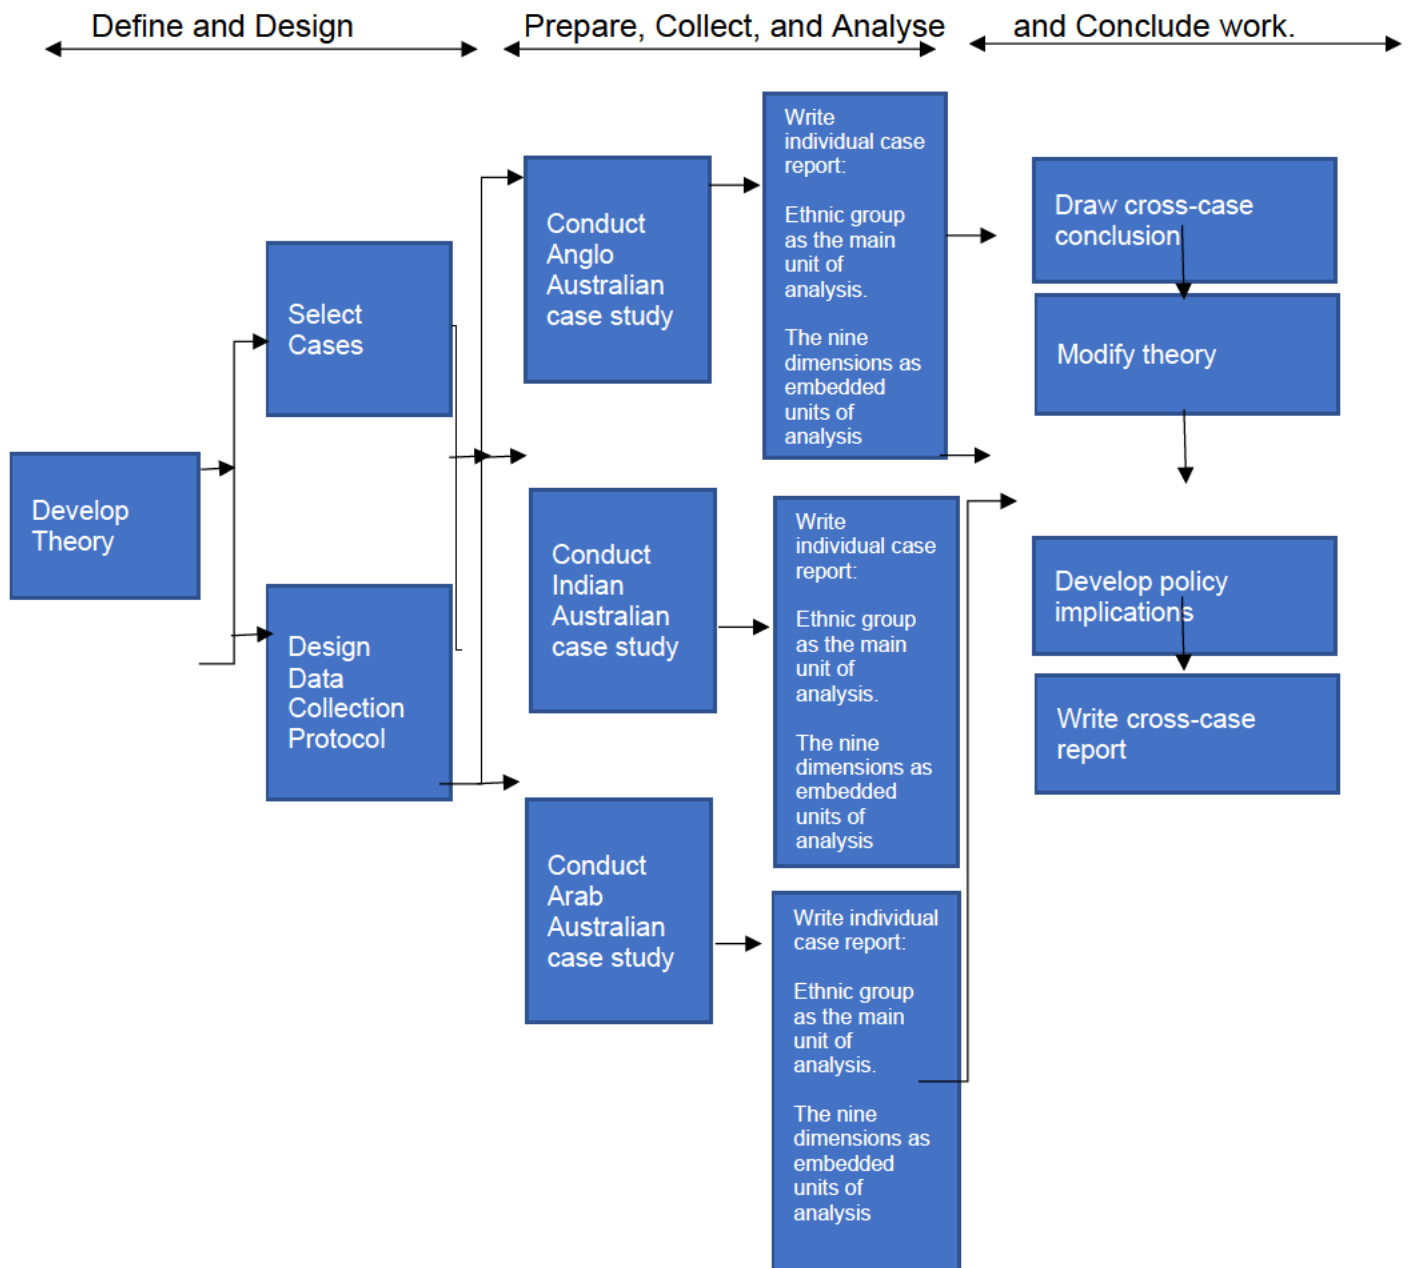 Define and Design
Prepare, Collect, and Analyse
and Conclude work.
Develop
Theory
Select
Cases
Design
Data
Collection
Protocol
Conduct
Anglo
Australian
case study
Write
individual case
report:
Ethnic group
as the main
unit of
analysis.
The nine
dimensions as
embedded
units of
analysis
Conduct
Indian
Australian
case study
Write
individual case
report:
Ethnic group
as the main
unit of
analysis.
The nine
dimensions as
embedded
units of
analysis
Conduct
Arab
Australian
case study
Write individual
case report:
Ethnic group
as the main
unit of
analysis.
The nine
dimensions as
embedded
units of
analysis
Draw cross-case
conclusion
Modify theory
Develop policy
implications
Write cross-case
report